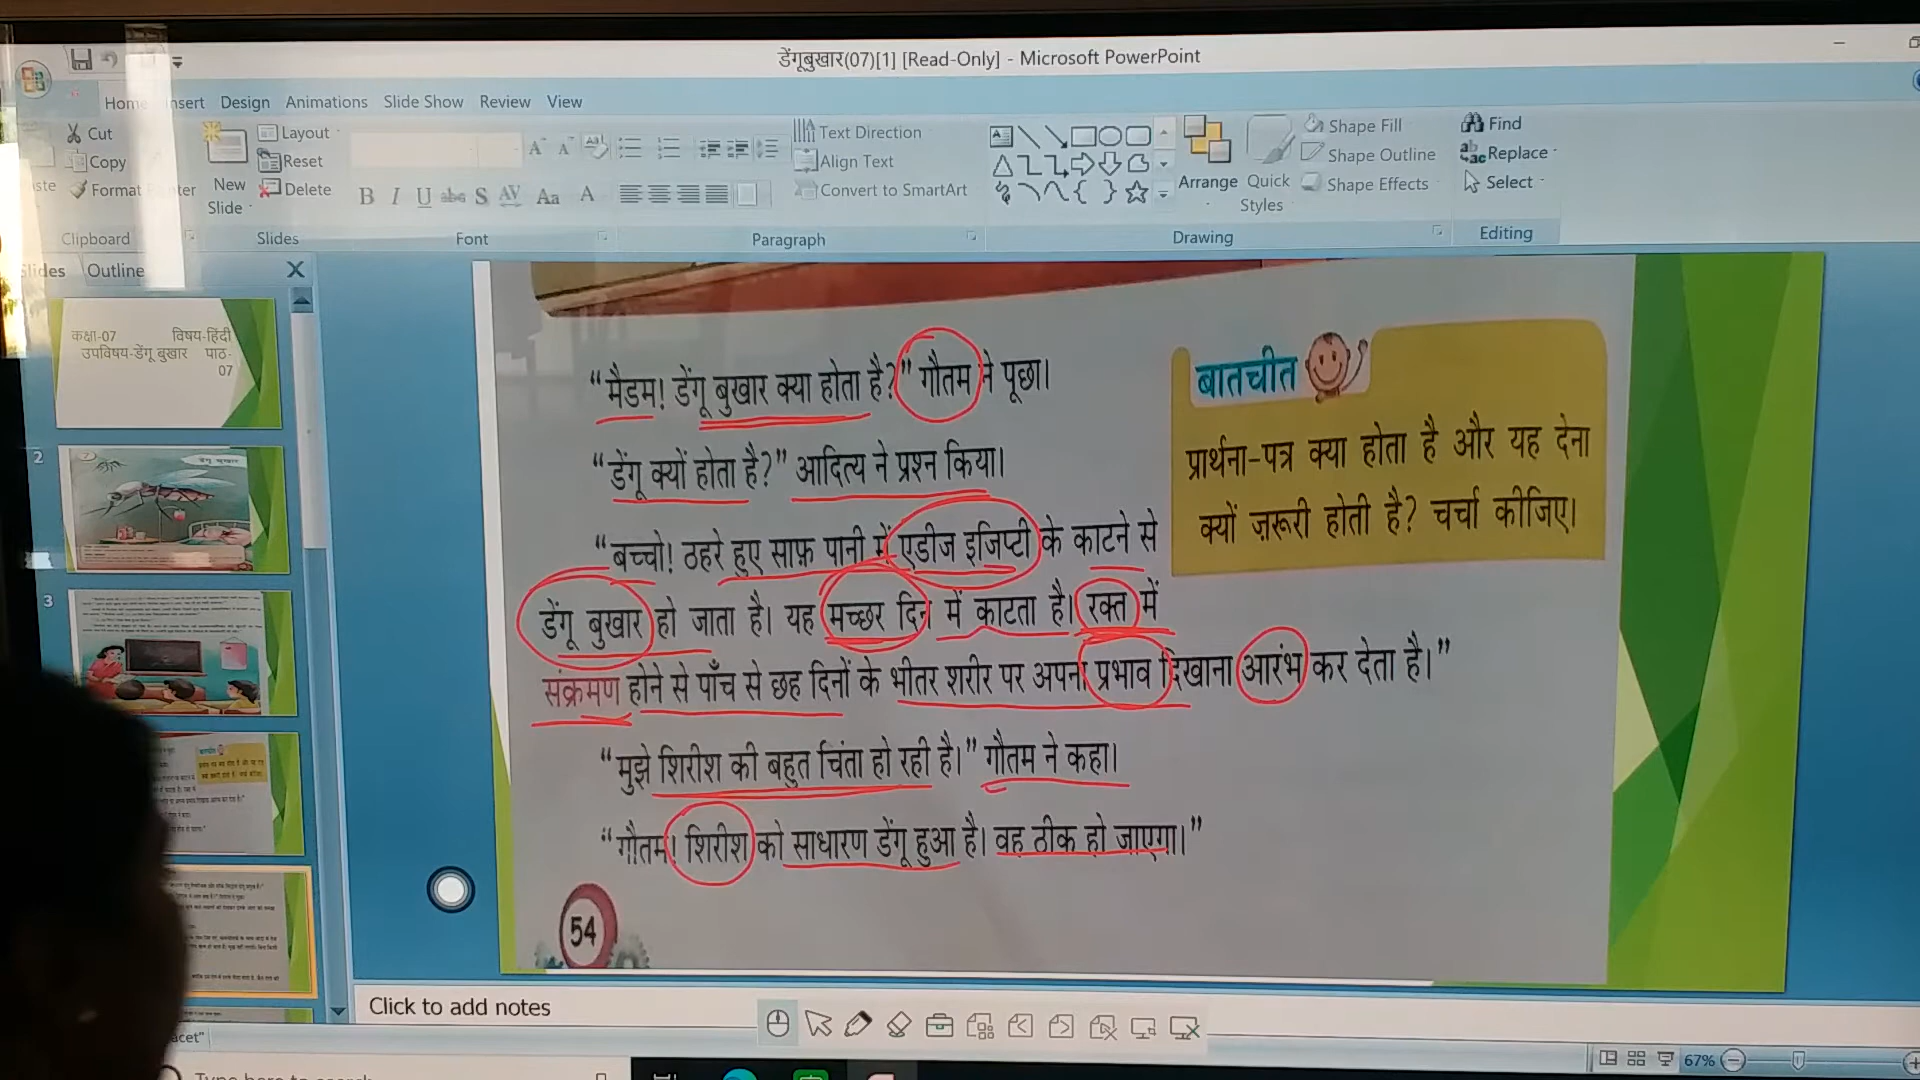 डेंगूबुखार(07)[1] [Read-Only] - Microsoft PowerPoint
Home Insert Design Animations Slide Show Review View
Cut
Copy
Format
New Slide
Layout
Reset
Delete
Text Direction
Align Text
Convert to SmartArt
Arrange
Quick Styles
Shape Fill
Shape Outline
Shape Effects
Find
Replace
Select
Clipboard
Slides
Font
Paragraph
Drawing
Editing
Slides Outline
कक्षा-07 विषय-हिंदी
उपविषय-डेंगू बुखार पाठ-
07
2
3
“मैडम! डेंगू बुखार क्या होता है?” गौतम ने पूछा।
“डेंगू क्यों होता है?” आदित्य ने प्रश्न किया।
“बच्चो! ठहरे हुए साफ़ पानी में एडीज इजिप्टी के काटने से
डेंगू बुखार हो जाता है। यह मच्छर दिन में काटता है। रक्त में
संक्रमण होने से पाँच से छह दिनों के भीतर शरीर पर अपना प्रभाव दिखाना आरंभ कर देता है।”
“मुझे शिरीश की बहुत चिंता हो रही है।” गौतम ने कहा।
“गौतम! शिरीश को साधारण डेंगू हुआ है। वह ठीक हो जाएगा।”
54
बातचीत
प्रार्थना-पत्र क्या होता है और यह देना
क्यों ज़रूरी होती है? चर्चा कीजिए।
Click to add notes
67%